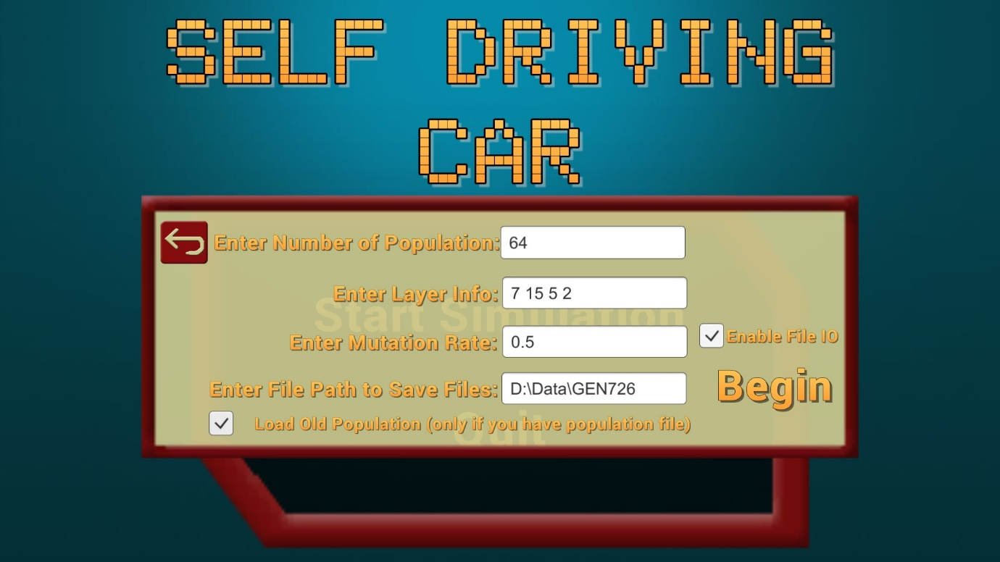 SELF DRIVING
CAR
Enter Number of Population: 64
Enter Layer Info: 7 15 5 2
Start Simulation
Enter Mutation Rate: 0.5
Enable File IO
Enter File Path to Save Files: D:\Data\GEN726
Begin
Load Old Population (only if you have population file)
Quit